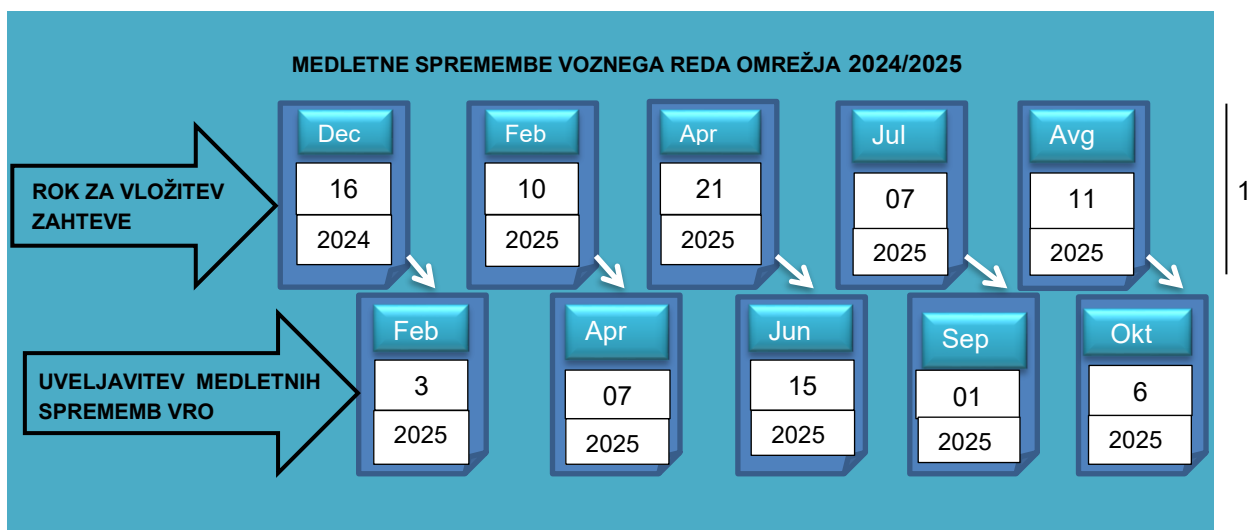 MEDLETNE SPREMEMBE VOZNEGA REDA OMREŽJA 2024/2025
ROK ZA VLOŽITEV
ZAHTEVE
Dec
16
2024
Feb
10
2025
Apr
21
2025
Jul
07
2025
Avg
11
2025
1
UVELJAVITEV MEDLETNIH
SPREMEMB VRO
Feb
3
2025
Apr
07
2025
Jun
15
2025
Sep
01
2025
Okt
6
2025